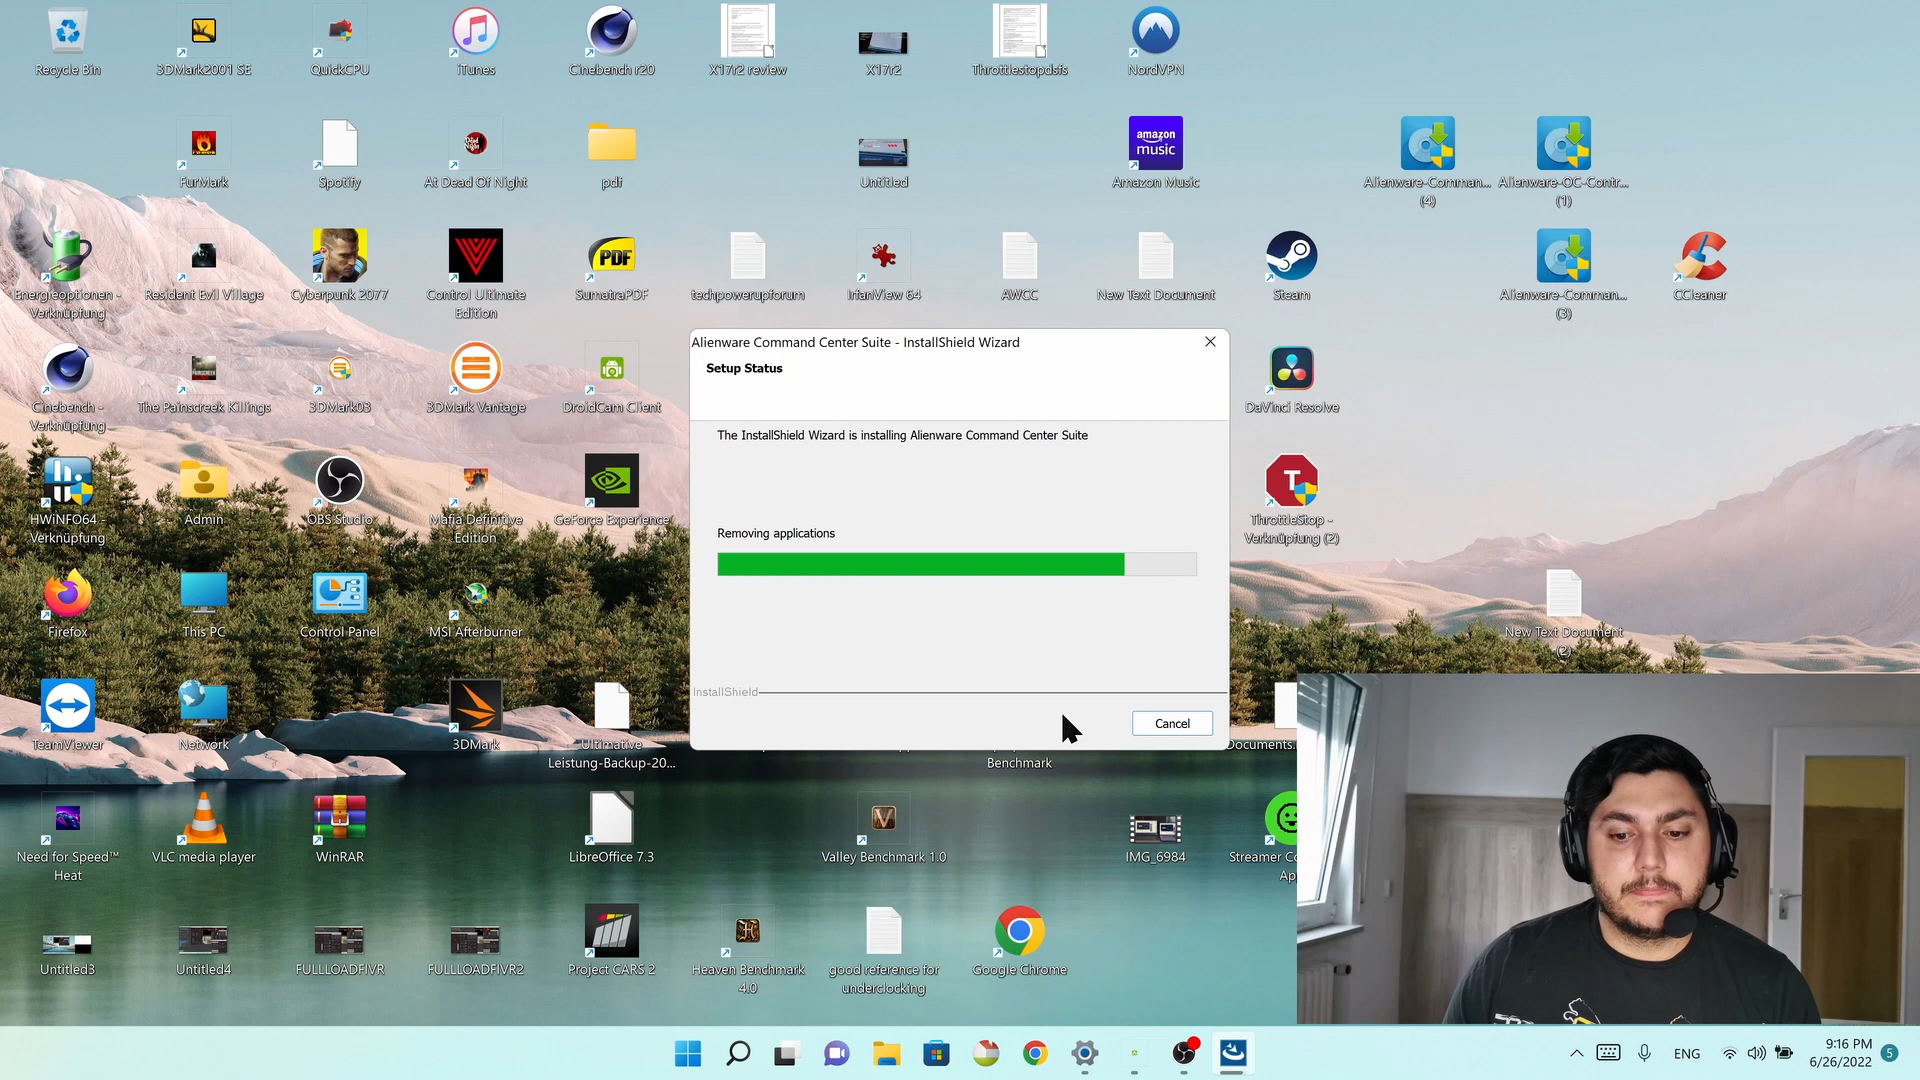 Recycle Bin
3DMark2001 SE
QuickCPU
iTunes
Cinebench r20
X17r2 review
X17r2
Throttlestopdsfs
NordVPN
FurMark
Spotify
At Dead Of Night
pdf
Untitled
amazon
music
Amazon Music
Alienware-Comman...
(4)
Alienware-OC-Contr...
(1)
Energieoptionen -
Verknüpfung
Resident Evil Village
Cyberpunk 2077
Control Ultimate
Edition
PDF
SumatraPDF
techpowerupforum
IrfanView 64
AWCC
New Text Document
Steam
Alienware-Comman...
(3)
CCleaner
Alienware Command Center Suite - InstallShield Wizard
Setup Status
The InstallShield Wizard is installing Alienware Command Center Suite
Removing applications
InstallShield
Cancel
Cinebench -
Verknüpfung
The Painscreek Killings
3DMark03
3DMark Vantage
DroidCam Client
DaVinci Resolve
HWiNFO64 -
Verknüpfung
Admin
OBS Studio
Mafia Definitive
Edition
GeForce Experience
T
ThrottleStop -
Verknüpfung (2)
Firefox
This PC
Control Panel
MSI Afterburner
New Text Document
(2)
TeamViewer
Network
3DMark
Ultimative
Leistung-Backup-20...
Benchmark
Documents.
Need for Speed™
Heat
VLC media player
WinRAR
LibreOffice 7.3
Valley Benchmark 1.0
IMG_6984
Streamer Co
Ap
Untitled3
Untitled4
FULLLOADFIVR
FULLLOADFIVR2
Project CARS 2
Heaven Benchmark
4.0
good reference for
underclocking
Google Chrome
ENG
9:16 PM
6/26/2022
5